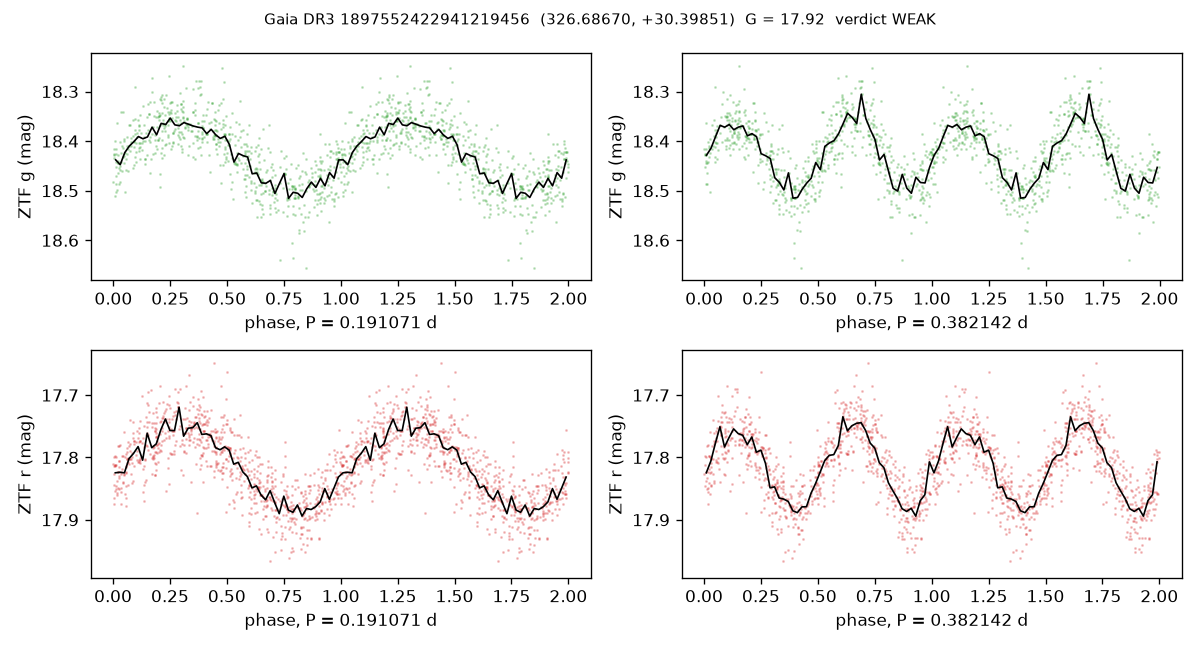 Gaia DR3 1897552422941219456  (326.68670, +30.39851)  G = 17.92  verdict WEAK
ZTF g (mag)
18.3
18.4
18.5
18.6
0.00 0.25 0.50 0.75 1.00 1.25 1.50 1.75 2.00
phase, P = 0.191071 d
ZTF g (mag)
18.3
18.4
18.5
18.6
0.00 0.25 0.50 0.75 1.00 1.25 1.50 1.75 2.00
phase, P = 0.382142 d
ZTF r (mag)
17.7
17.8
17.9
0.00 0.25 0.50 0.75 1.00 1.25 1.50 1.75 2.00
phase, P = 0.191071 d
ZTF r (mag)
17.7
17.8
17.9
0.00 0.25 0.50 0.75 1.00 1.25 1.50 1.75 2.00
phase, P = 0.382142 d